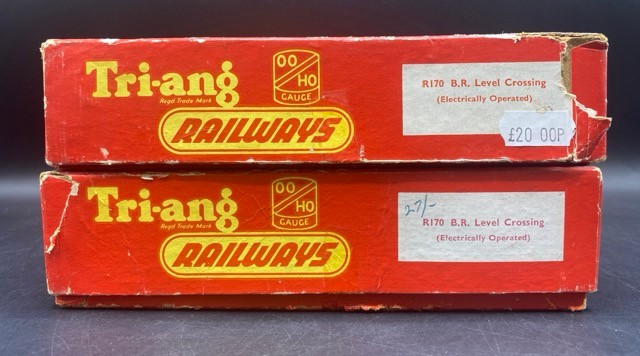 Tri-ang
Regd Trade Mark
OO
HO
GAUGE
RAILWAYS
R170 B.R. Level Crossing
(Electrically Operated)
£20 00P
Tri-ang
Regd Trade Mark
OO
HO
GAUGE
RAILWAYS
27/-
R170 B.R. Level Crossing
(Electrically Operated)